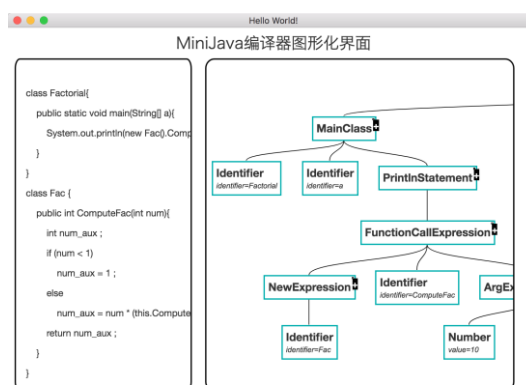 Hello World!
MiniJava编译器图形化界面
class Factorial{
public static void main(String[] a){
System.out.println(new Fac().Comp
}
}
class Fac {
public int ComputeFac(int num){
int num_aux ;
if (num < 1)
num_aux = 1 ;
else
num_aux = num * (this.Compute
return num_aux ;
}
}
MainClass
Identifier
identifier=Factorial
Identifier
identifier=a
PrintlnStatement
FunctionCallExpression
NewExpression
Identifier
identifier=ComputeFac
ArgEx
Identifier
identifier=Fac
Number
value=10